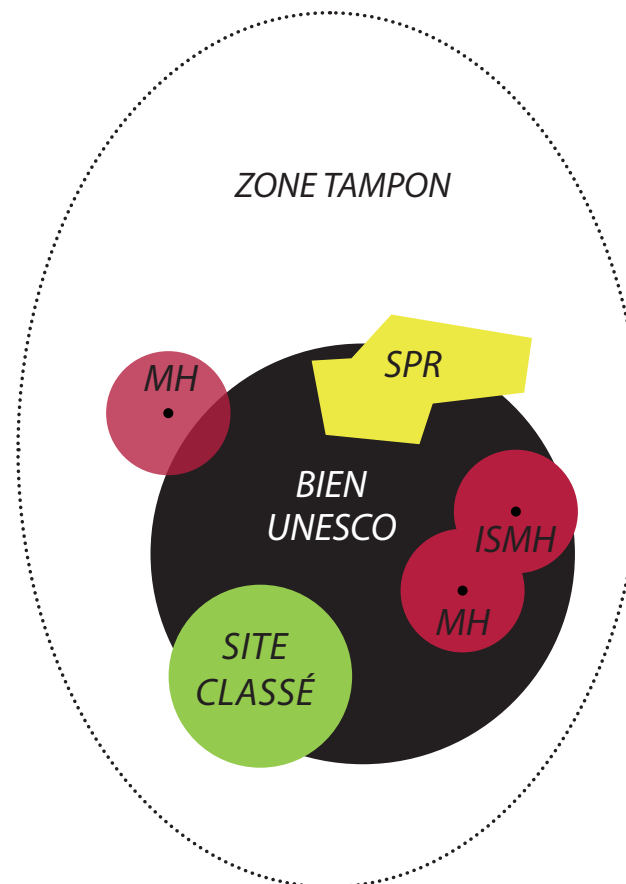 ZONE TAMPON
SPR
MH
BIEN
UNESCO
ISMH
MH
SITE
CLASSÉ